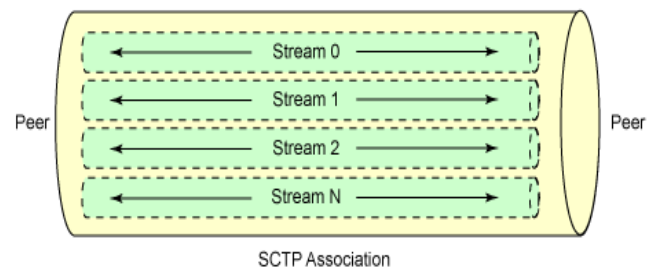 Stream 0
Stream 1
Peer
Peer
Stream 2
Stream N
SCTP Association